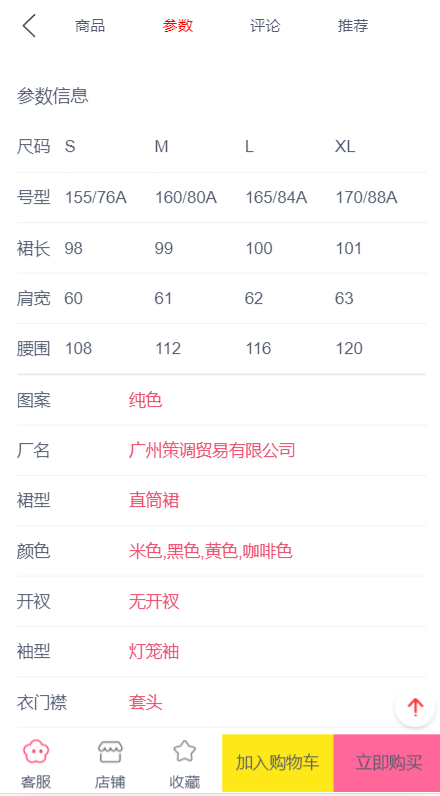 商品 参数 评论 推荐
参数信息
尺码 S M L XL
号型 155/76A 160/80A 165/84A 170/88A
裙长 98 99 100 101
肩宽 60 61 62 63
腰围 108 112 116 120
图案 纯色
厂名 广州策调贸易有限公司
裙型 直筒裙
颜色 米色,黑色,黄色,咖啡色
开衩 无开衩
袖型 灯笼袖
衣门襟 套头
加入购物车 立即购买
客服 店铺 收藏